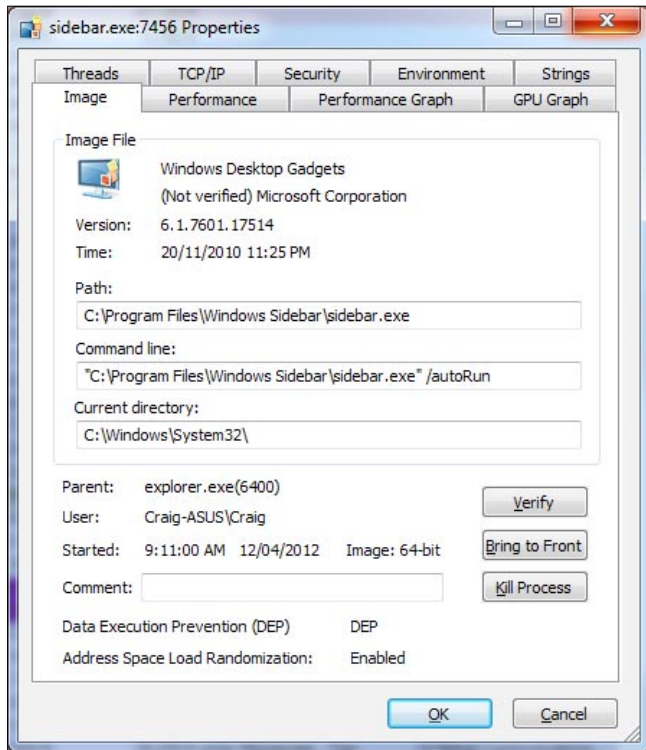 sidebar.exe:7456 Properties
Threads TCP/IP Security Environment Strings
Image Performance Performance Graph GPU Graph
Image File
Windows Desktop Gadgets
(Not verified) Microsoft Corporation
Version: 6.1.7601.17514
Time: 20/11/2010 11:25 PM
Path:
C:\Program Files\Windows Sidebar\sidebar.exe
Command line:
"C:\Program Files\Windows Sidebar\sidebar.exe" /autoRun
Current directory:
C:\Windows\System32\
Parent: explorer.exe(6400)
Verify
User: Craig-ASUS\Craig
Started: 9:11:00 AM 12/04/2012 Image: 64-bit
Bring to Front
Comment:
Kill Process
Data Execution Prevention (DEP) DEP
Address Space Load Randomization: Enabled
OK Cancel